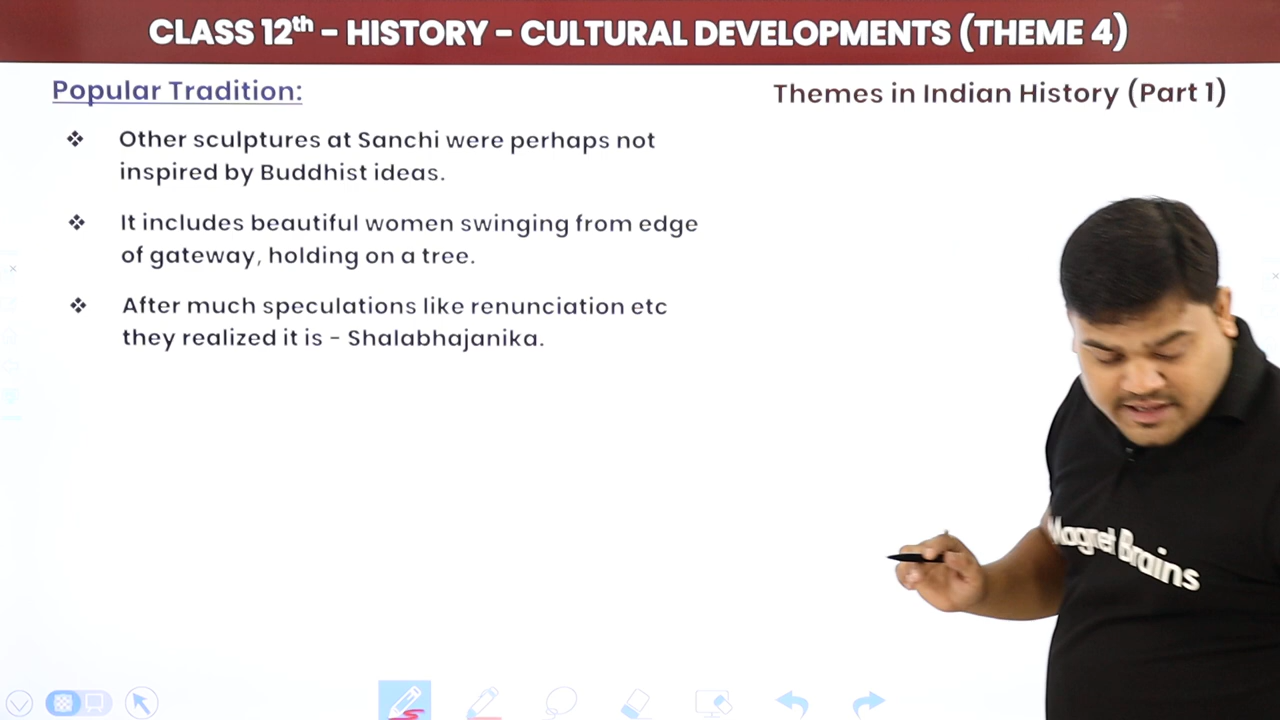 CLASS 12th – HISTORY – CULTURAL DEVELOPMENTS (THEME 4)
Popular Tradition:
Themes in Indian History (Part 1)
❖ Other sculptures at Sanchi were perhaps not
inspired by Buddhist ideas.
❖ It includes beautiful women swinging from edge
of gateway, holding on a tree.
❖ After much speculations like renunciation etc
they realized it is – Shalabhajanika.
Magnet Brains